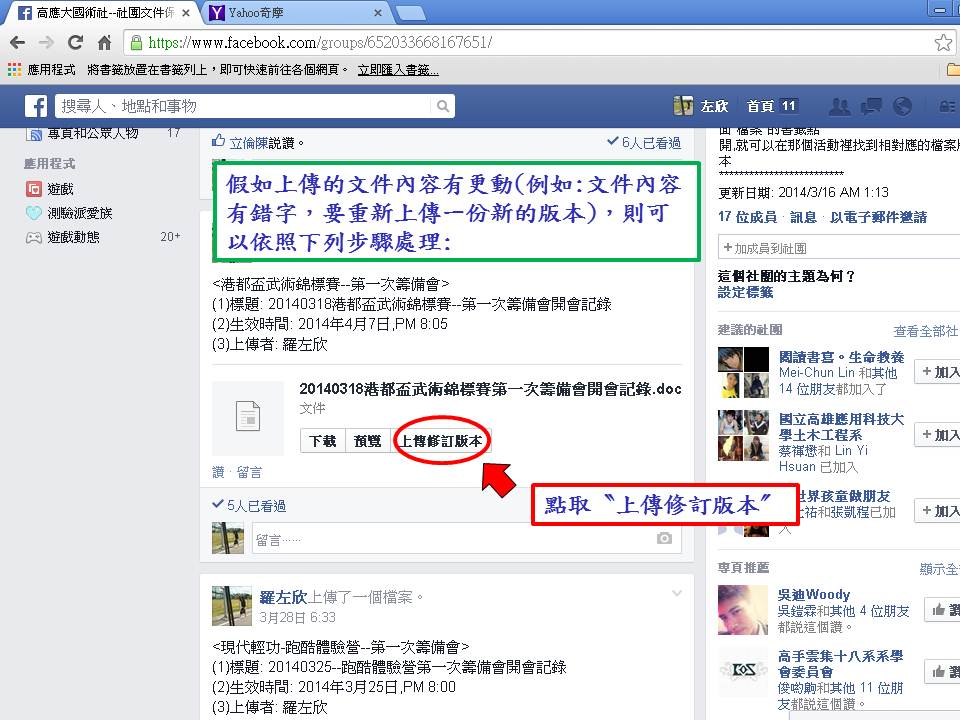 高應大國術社--社團文件保
Yahoo奇摩
https://www.facebook.com/groups/652033668167651/
應用程式 將書籤放置在書籤列上，即可快速前往各個網頁。 立即匯入書籤...
搜尋人、地點和事物
左欣 首頁 11
專頁和公眾人物 17
應用程式
遊戲
測驗派愛族
遊戲動態 20+
立倫陳說讚。
6人已看過
假如上傳的文件內容有更動(例如:文件內容
有錯字，要重新上傳一份新的版本)，則可
以依照下列步驟處理:
<港都盃武術錦標賽--第一次籌備會>
(1)標題: 20140318港都盃武術錦標賽--第一次籌備會開會記錄
(2)生效時間: 2014年4月7日,PM 8:05
(3)上傳者: 羅左欣
20140318港都盃武術錦標賽第一次籌備會開會記錄.doc
文件
下載 預覽 上傳修訂版本
讚 · 留言
點取〝上傳修訂版本〞
5人已看過
留言......
羅左欣上傳了一個檔案。
3月28日 6:33
<現代輕功-跑酷體驗營--第一次籌備會>
(1)標題: 20140325--跑酷體驗營第一次籌備會開會記錄
(2)生效時間: 2014年3月25日,PM 8:00
(3)上傳者: 羅左欣
面"檔案"的書籤點
開,就可以在那個活動裡找到相對應的檔案版
本
************************
更新日期: 2014/3/16 AM 1:13
17 位成員 · 訊息 · 以電子郵件邀請
+加成員到社團
這個社團的主題為何？
設定標籤
建議的社團 查看全部社
閱讀書寫。生命教養
Mei-Chun Lin 和其他
14 位朋友都加入了
+ 加入
國立高雄應用科技大
學土木工程系
蔡褌懋和 Lin Yi
Hsuan 已加入
+ 加入
世界孩童做朋友
祐和張凱程已加
入
+ 加入
專頁推薦 顯示全
吳迪Woody
吳鎧霖和其他 4 位朋友
都說這個讚。
讚
高手雲集十八系系學
會委員會
俊昫和其他 11 位朋
友都說這個讚。
讚